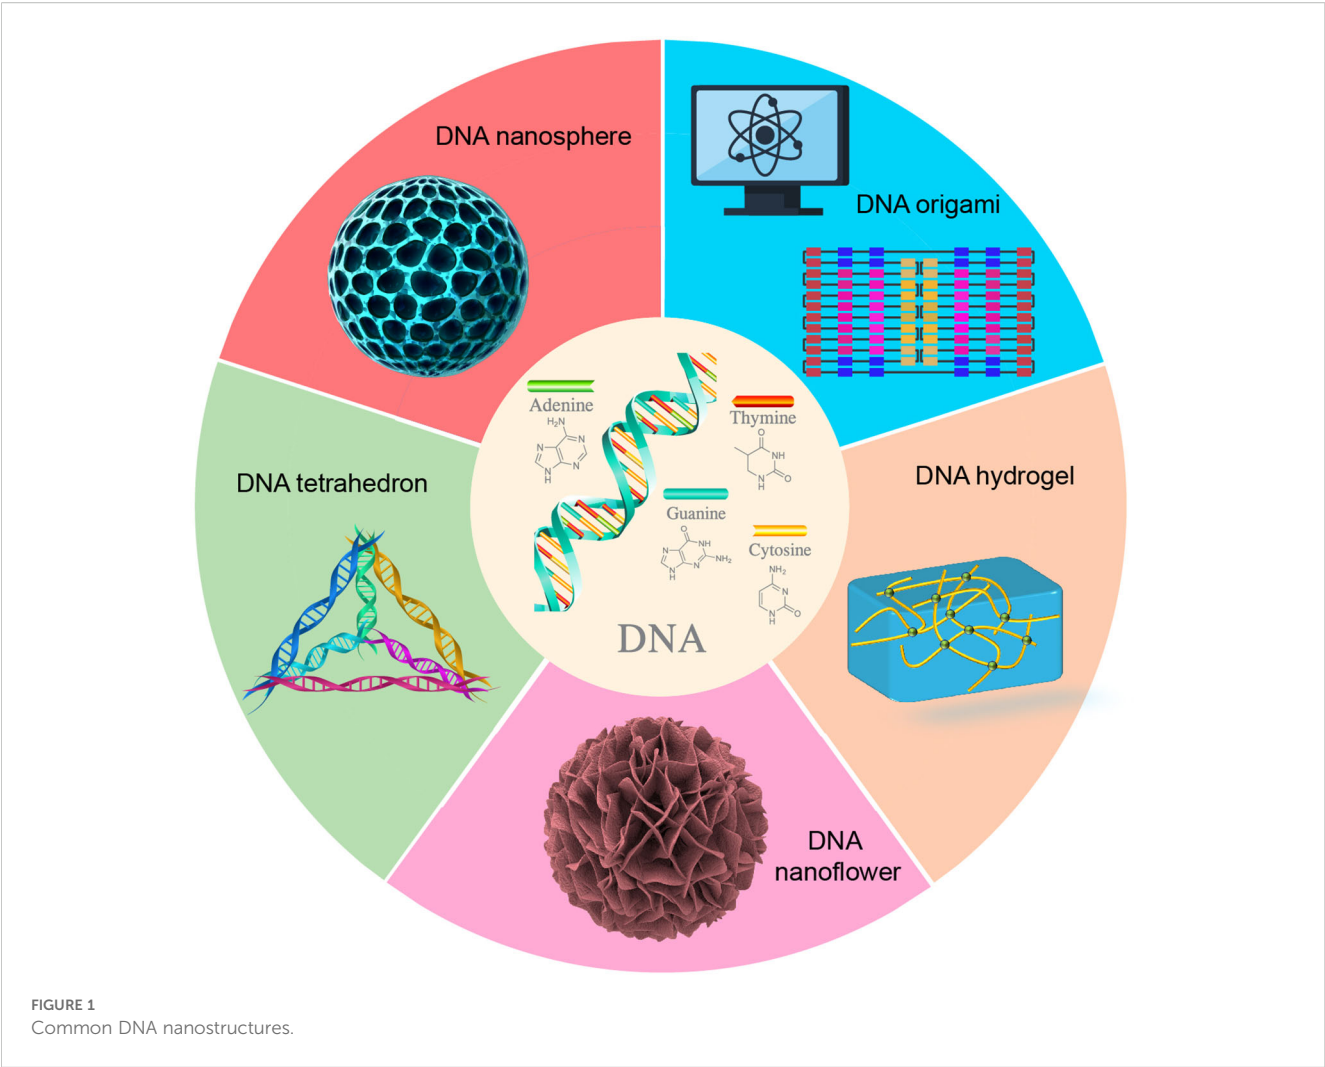 DNA nanosphere
DNA origami
DNA tetrahedron
DNA hydrogel
DNA
nanoflower
Adenine
H₂N
N
N
N
N
H
Thymine
O
NH
N
H
O
Guanine
O
N
NH
N
H
N
NH₂
Cytosine
NH₂
N
N
H
O
DNA
FIGURE 1
Common DNA nanostructures.